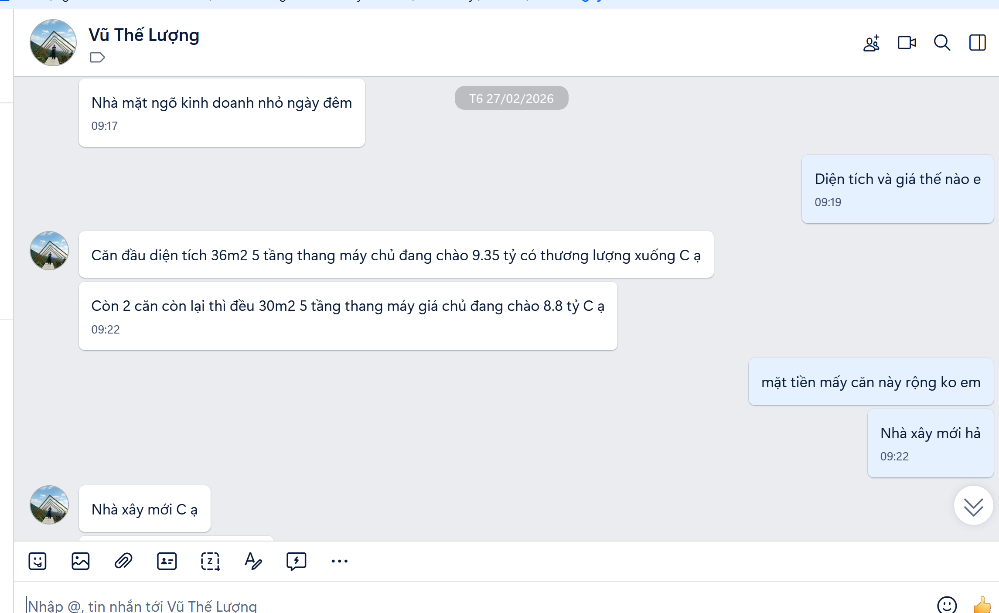 Vũ Thế Lượng
T6 27/02/2026
Nhà mặt ngõ kinh doanh nhỏ ngày đêm
09:17
Diện tích và giá thế nào e
09:19
Căn đầu diện tích 36m2 5 tầng thang máy chủ đang chào 9.35 tỷ có thương lượng xuống C ạ
Còn 2 căn còn lại thì đều 30m2 5 tầng thang máy giá chủ đang chào 8.8 tỷ C ạ
09:22
mặt tiền mấy căn này rộng ko em
Nhà xây mới hả
09:22
Nhà xây mới C ạ
Nhập @, tin nhắn tới Vũ Thế Lượng